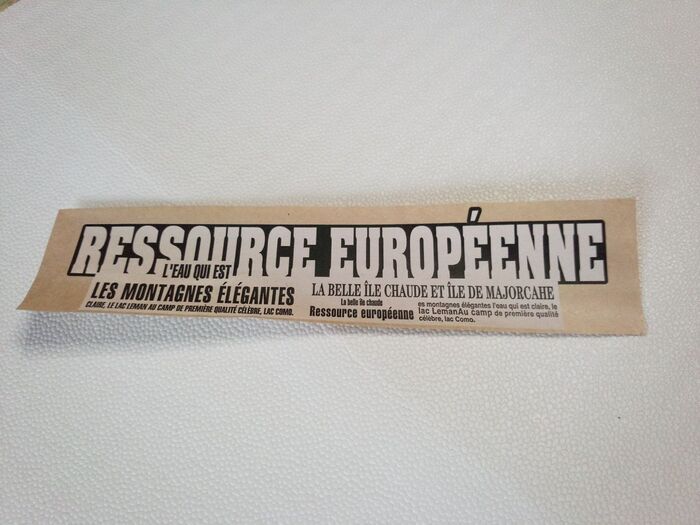 RESSOURCE EUROPÉENNE
L'EAU QUI EST
LES MONTAGNES ÉLÉGANTES
CLAIRE, LE LAC LEMAN AU CAMP DE PREMIÈRE QUALITÉ CÉLÈBRE, LAC COMO.
LA BELLE ÎLE CHAUDE ET ÎLE DE MAJORCAHE
La belle île chaude
Ressource européenne
es montagnes élégantes l'eau qui est claire, le
lac LemanAu camp de première qualité
célèbre, lac Como.